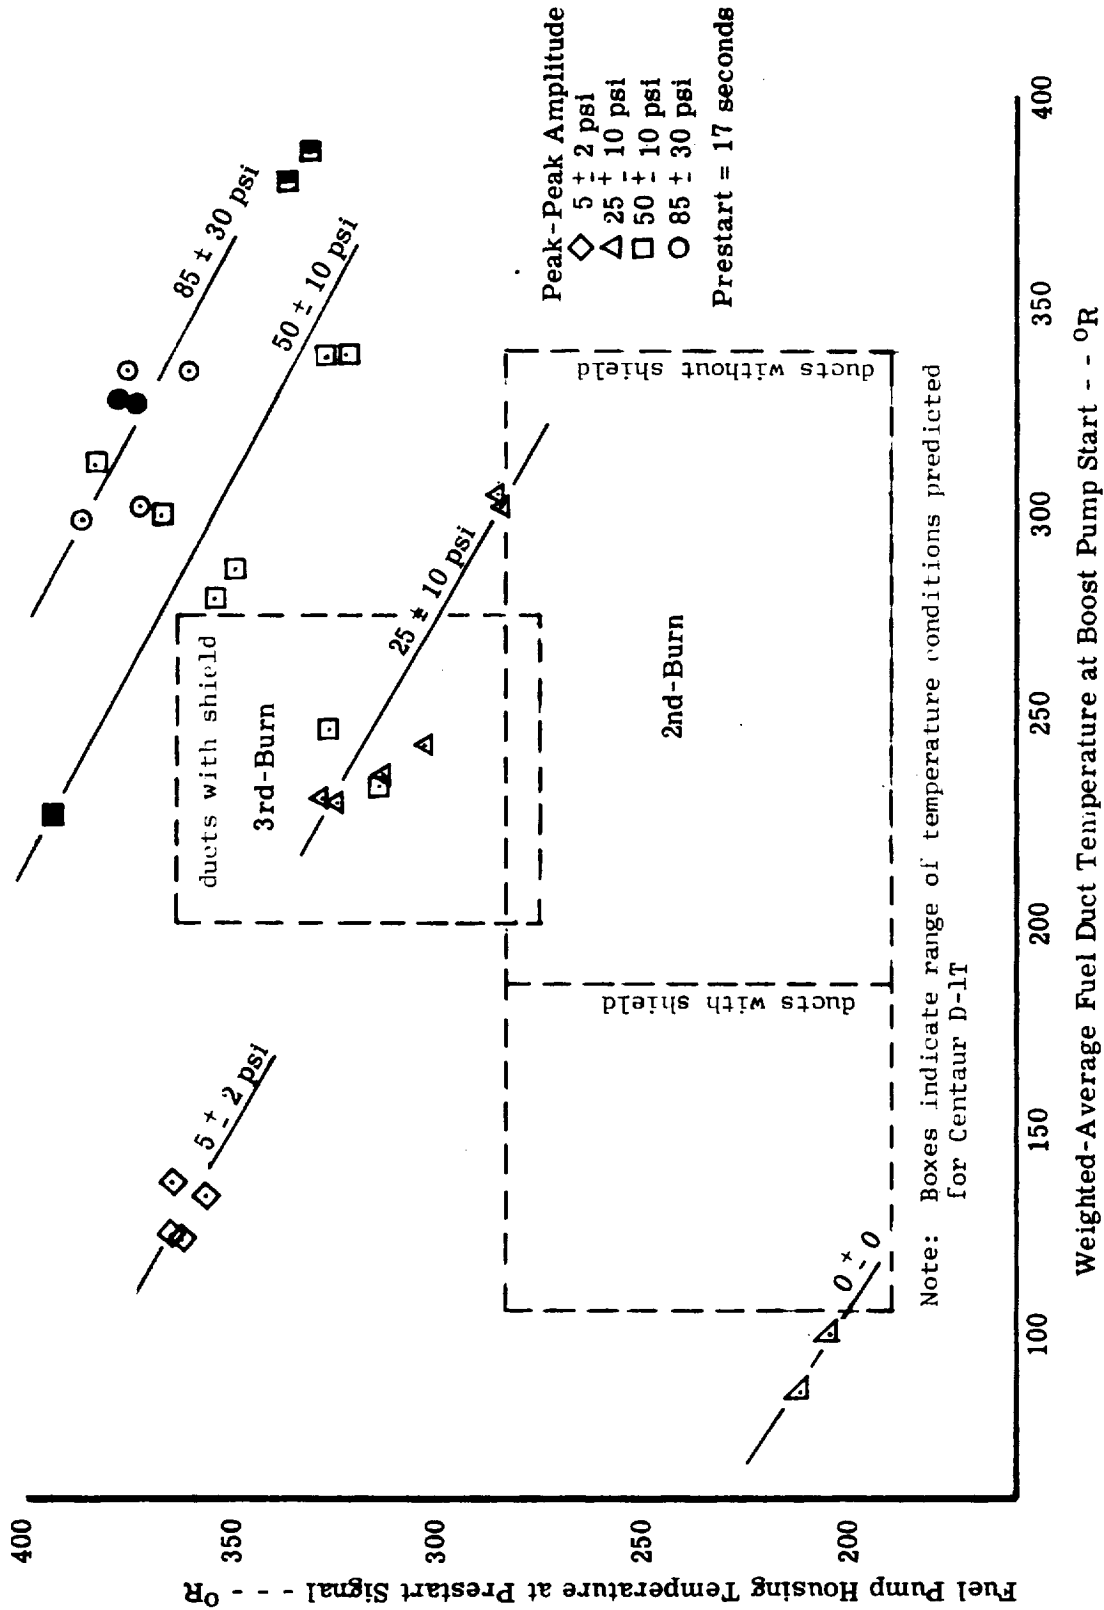 400
350
300
250
200
Fuel Pump Housing Temperature at Prestart Signal - - - °R
100
150
200
250
300
350
400
Weighted-Average Fuel Duct Temperature at Boost Pump Start - - °R
85 ± 30 psi
50 ± 10 psi
25 ± 10 psi
5 ± 2 psi
0 ± 0
ducts with shield
3rd-Burn
2nd-Burn
ducts with shield
ducts without shield
Peak-Peak Amplitude
◇ 5 ± 2 psi
△ 25 ± 10 psi
□ 50 ± 10 psi
○ 85 ± 30 psi
Prestart = 17 seconds
Note: Boxes indicate range of temperature conditions predicted
for Centaur D-1T